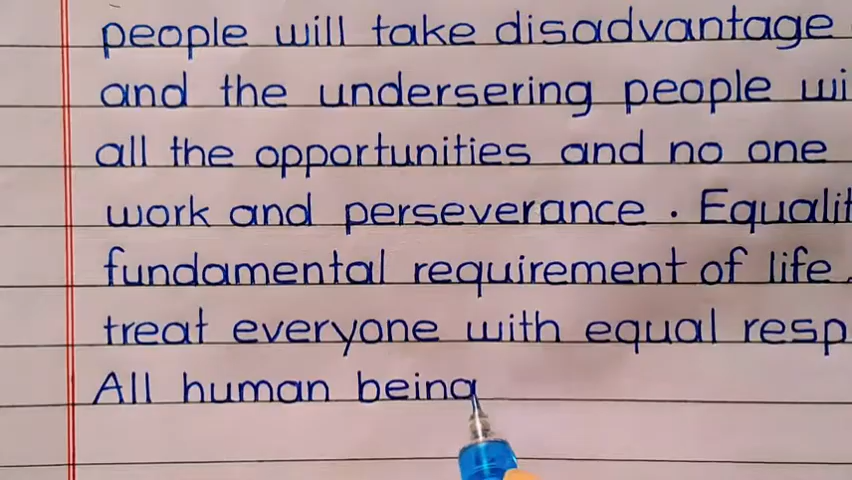 people will take disadvantage
and the undersering people wi
all the opportunities and no one
work and perseverance. Equalit
fundamental requirement of life.
treat everyone with equal resp
All human being